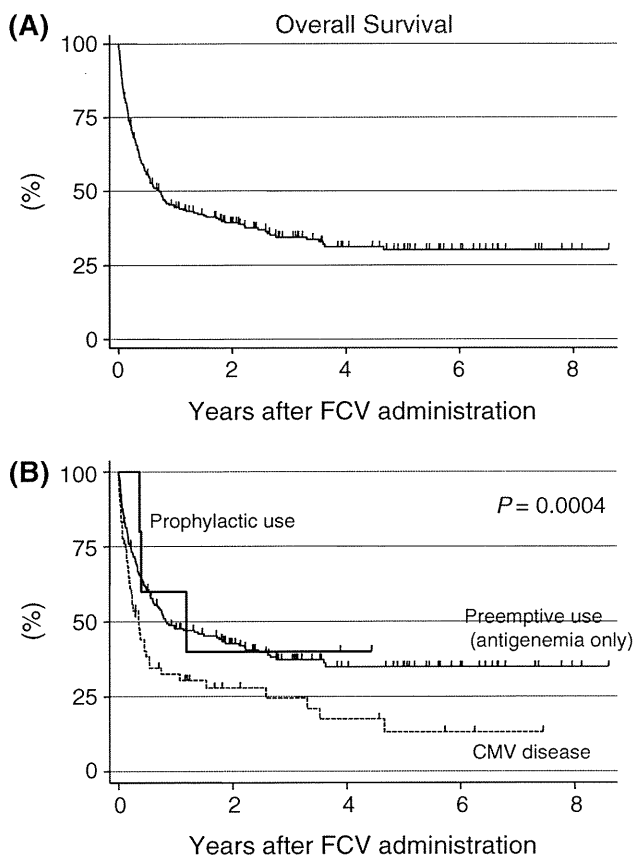 (A)
Overall Survival
100
75
50
25
0
(%)
0 2 4 6 8
Years after FCV administration
(B)
100
75
50
25
0
(%)
P = 0.0004
Prophylactic use
Preemptive use
(antigenemia only)
CMV disease
0 2 4 6 8
Years after FCV administration